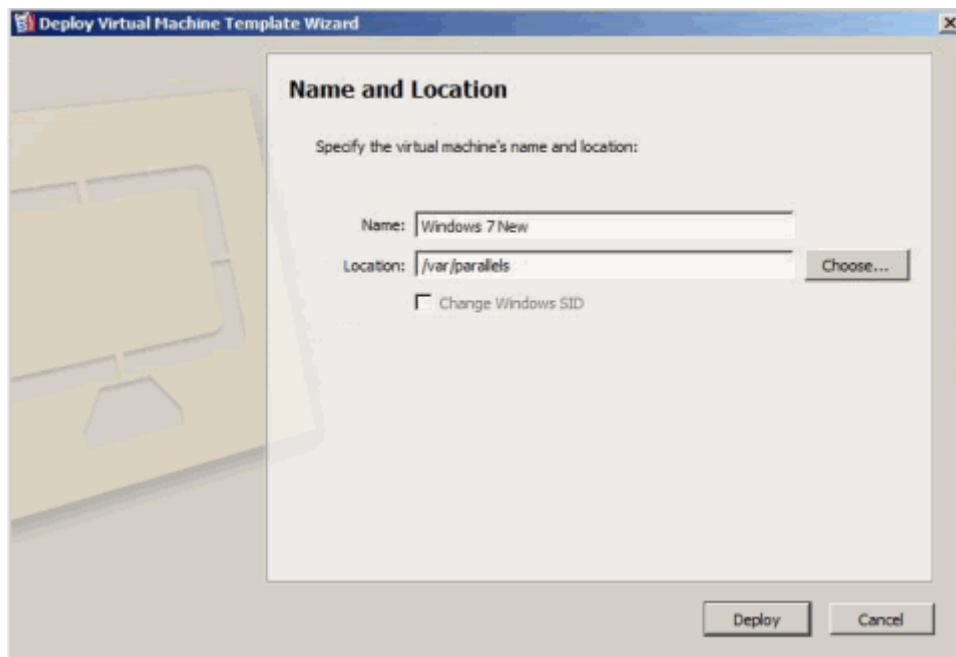 Deploy Virtual Machine Template Wizard
Name and Location
Specify the virtual machine's name and location:
Name: Windows 7 New
Location: /var/parallels Choose...
Change Windows SID
Deploy Cancel